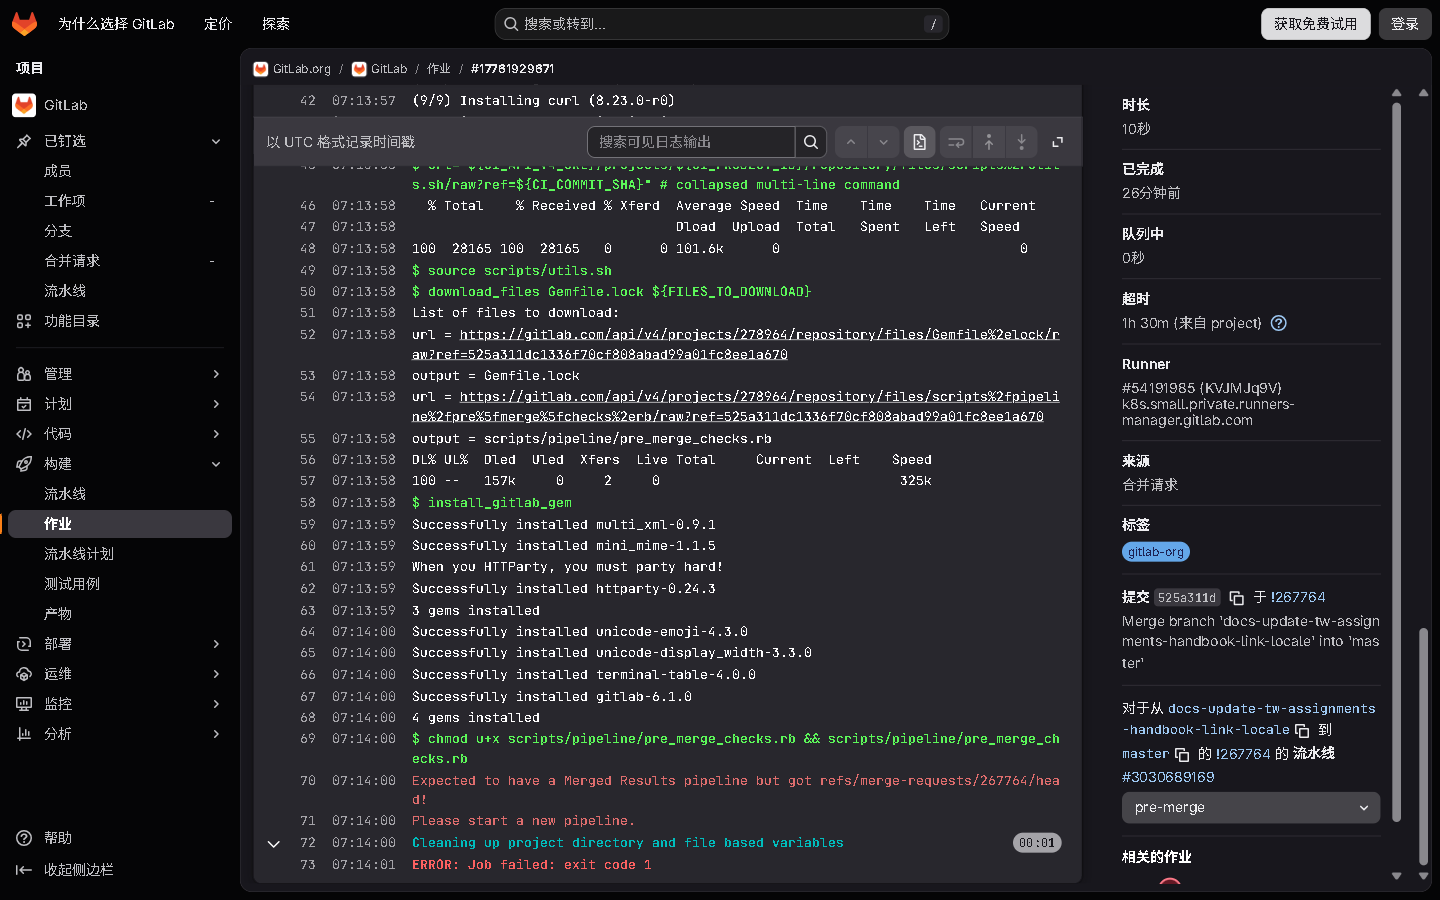 为什么选择 GitLab
定价
探索
搜索或转到...
/
获取免费试用
登录
项目
GitLab
已钉选
成员
工作项
-
分支
合并请求
-
流水线
功能目录
管理
计划
代码
构建
流水线
作业
流水线计划
测试用例
产物
部署
运维
监控
分析
帮助
收起侧边栏
GitLab.org / GitLab / 作业 / #17761929671
42 07:13:57 (9/9) Installing curl (8.23.0-r0)
以 UTC 格式记录时间戳
搜索可见日志输出
s.sh/raw?ref=${CI_COMMIT_SHA}" # collapsed multi-line command
46 07:13:58 % Total % Received % Xferd Average Speed Time Time Time Current
47 07:13:58 Dload Upload Total Spent Left Speed
48 07:13:58 100 28165 100 28165 0 0 101.6k 0 0
49 07:13:58 $ source scripts/utils.sh
50 07:13:58 $ download_files Gemfile.lock ${FILES_TO_DOWNLOAD}
51 07:13:58 List of files to download:
52 07:13:58 url = https://gitlab.com/api/v4/projects/278964/repository/files/Gemfile%2elock/r
aw?ref=525a311dc1336f70cf808abad99a01fc8ee1a670
53 07:13:58 output = Gemfile.lock
54 07:13:58 url = https://gitlab.com/api/v4/projects/278964/repository/files/scripts%2fpipeli
ne%2fpre%5fmerge%5fchecks%2erb/raw?ref=525a311dc1336f70cf808abad99a01fc8ee1a670
55 07:13:58 output = scripts/pipeline/pre_merge_checks.rb
56 07:13:58 DL% UL% Dled Uled Xfers Live Total Current Left Speed
57 07:13:58 100 -- 157k 0 2 0 325k
58 07:13:58 $ install_gitlab_gem
59 07:13:59 Successfully installed multi_xml-0.9.1
60 07:13:59 Successfully installed mini_mime-1.1.5
61 07:13:59 When you HTTParty, you must party hard!
62 07:13:59 Successfully installed httparty-0.24.3
63 07:13:59 3 gems installed
64 07:14:00 Successfully installed unicode-emoji-4.3.0
65 07:14:00 Successfully installed unicode-display_width-3.3.0
66 07:14:00 Successfully installed terminal-table-4.0.0
67 07:14:00 Successfully installed gitlab-6.1.0
68 07:14:00 4 gems installed
69 07:14:00 $ chmod u+x scripts/pipeline/pre_merge_checks.rb && scripts/pipeline/pre_merge_ch
ecks.rb
70 07:14:00 Expected to have a Merged Results pipeline but got refs/merge-requests/267764/hea
d!
71 07:14:00 Please start a new pipeline.
72 07:14:00 Cleaning up project directory and file based variables 00:01
73 07:14:01 ERROR: Job failed: exit code 1
时长
10秒
已完成
26分钟前
队列中
0秒
超时
1h 30m (来自 project)
Runner
#54191985 (KVJMJq9V)
k8s.small.private.runners-
manager.gitlab.com
来源
合并请求
标签
gitlab-org
提交 525a311d 于 !267764
Merge branch 'docs-update-tw-assign
ments-handbook-link-locale' into 'mas
ter'
对于从 docs-update-tw-assignments
-handbook-link-locale 到
master 的 !267764 的 流水线
#3030689169
pre-merge
相关的作业